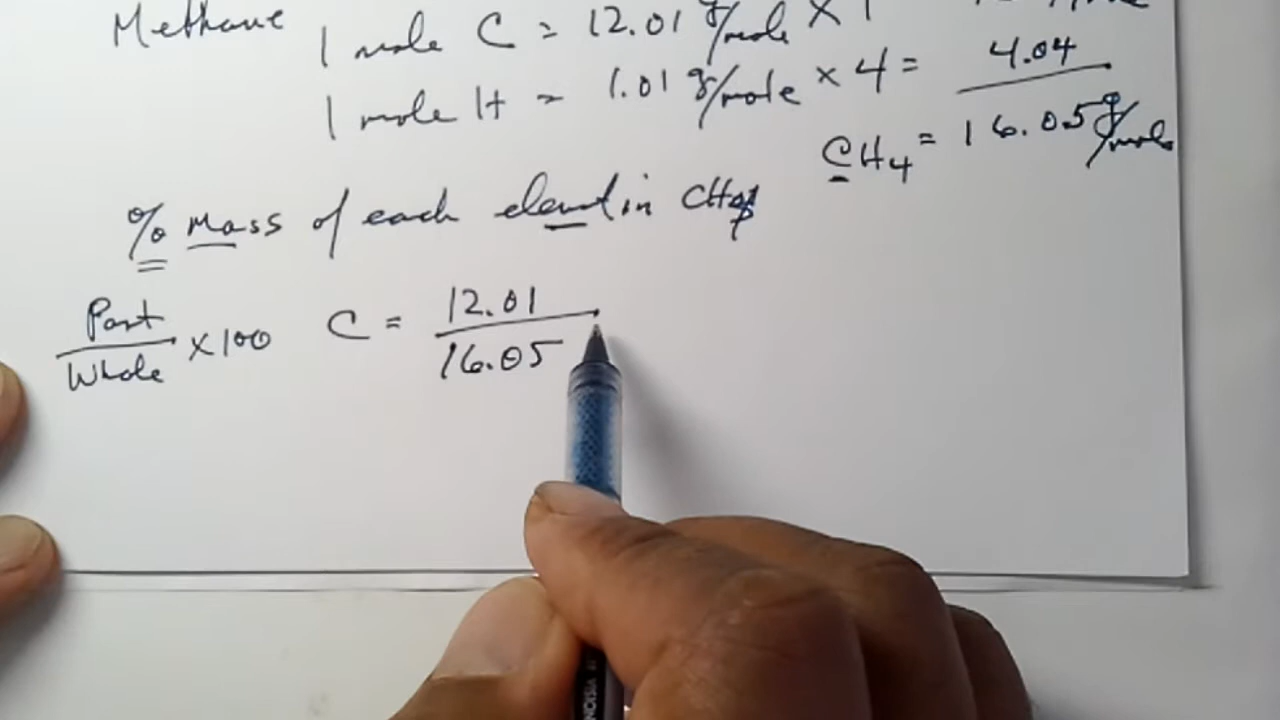 Methane
1 mole C = 12.01 g/mole × 1
1 mole H = 1.01 g/mole × 4 = 4.04
CH4 = 16.05 g/mole
% Mass of each element in CH4
Part
Whole
× 100
C = 12.01
16.05